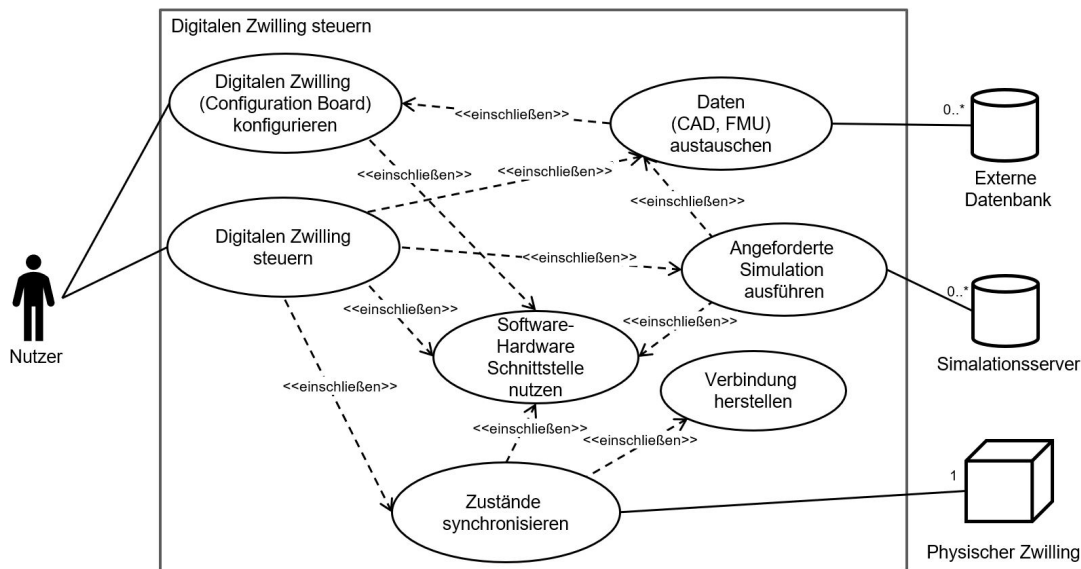 Digitalen Zwilling steuern
Digitalen Zwilling
(Configuration Board)
konfigurieren
<<einschließen>>
Daten
(CAD, FMU)
austauschen
0..*
Externe
Datenbank
<<einschließen>>
<<einschließen>>
<<einschließen>>
Digitalen Zwilling
steuern
<<einschließen>>
Angeforderte
Simulation
ausführen
0..*
Simalationsserver
Nutzer
<<einschließen>>
Software-
Hardware
Schnittstelle
nutzen
<<einschließen>>
<<einschließen>>
Verbindung
herstellen
<<einschließen>>
<<einschließen>>
Zustände
synchronisieren
1
Physischer Zwilling